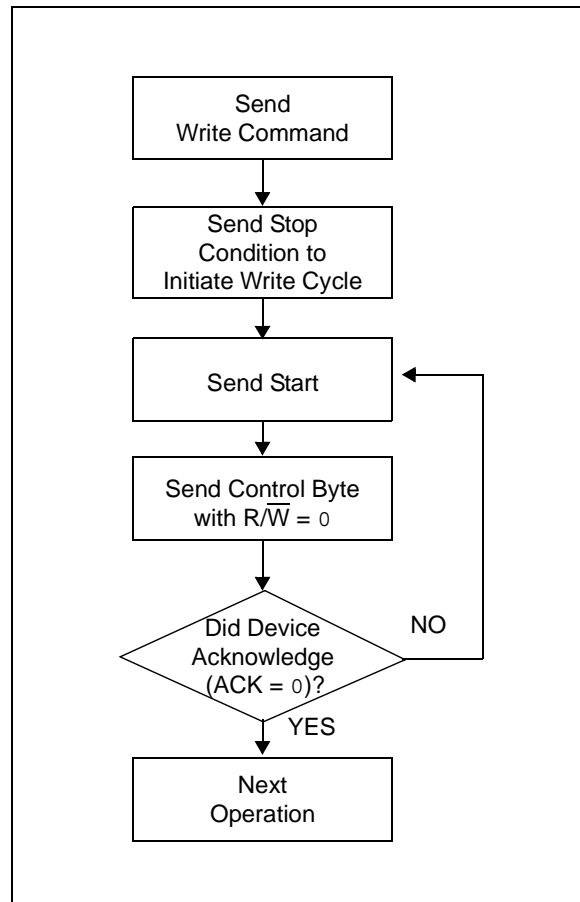 Send
Write Command
Send Stop
Condition to
Initiate Write Cycle
Send Start
Send Control Byte
with R/W̅ = 0
Did Device
Acknowledge
(ACK = 0)?
NO
YES
Next
Operation